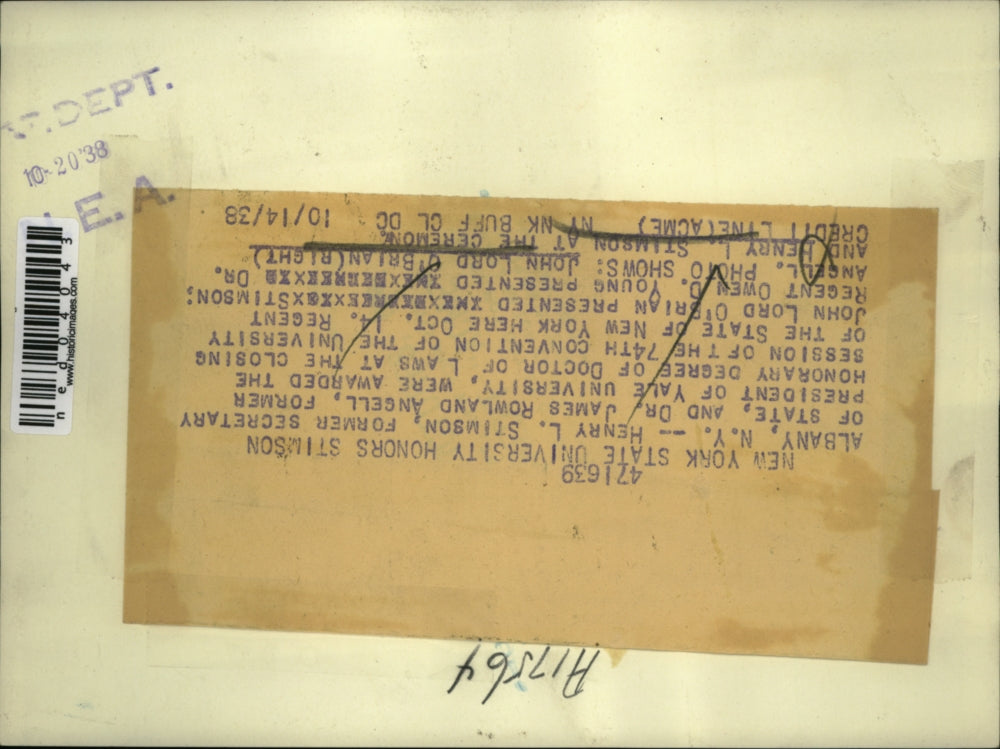 F. DEPT.
10-20'38
E.A.
ned04043
www.historicimages.com
471639
NEW YORK STATE UNIVERSITY HONORS STIMSON
ALBANY, N.Y. -- HENRY L. STIMSON, FORMER SECRETARY
OF STATE, AND DR. JAMES ROWLAND ANGELL, FORMER
PRESIDENT OF YALE UNIVERSITY, WERE AWARDED THE
HONORARY DEGREE OF DOCTOR OF LAWS AT THE CLOSING
SESSION OF THE 74TH CONVENTION OF THE UNIVERSITY
OF THE STATE OF NEW YORK HERE OCT. 14. REGENT
JOHN LORD O'BRIAN PRESENTED STIMSON;
REGENT OWEN D. YOUNG PRESENTED DR.
ANGELL. PHOTO SHOWS: JOHN LORD O'BRIAN(RIGHT)
AND HENRY L. STIMSON AT THE CEREMONY.
CREDIT LINE(ACME) NY NK BUFF CL DC 10/14/38
A17564